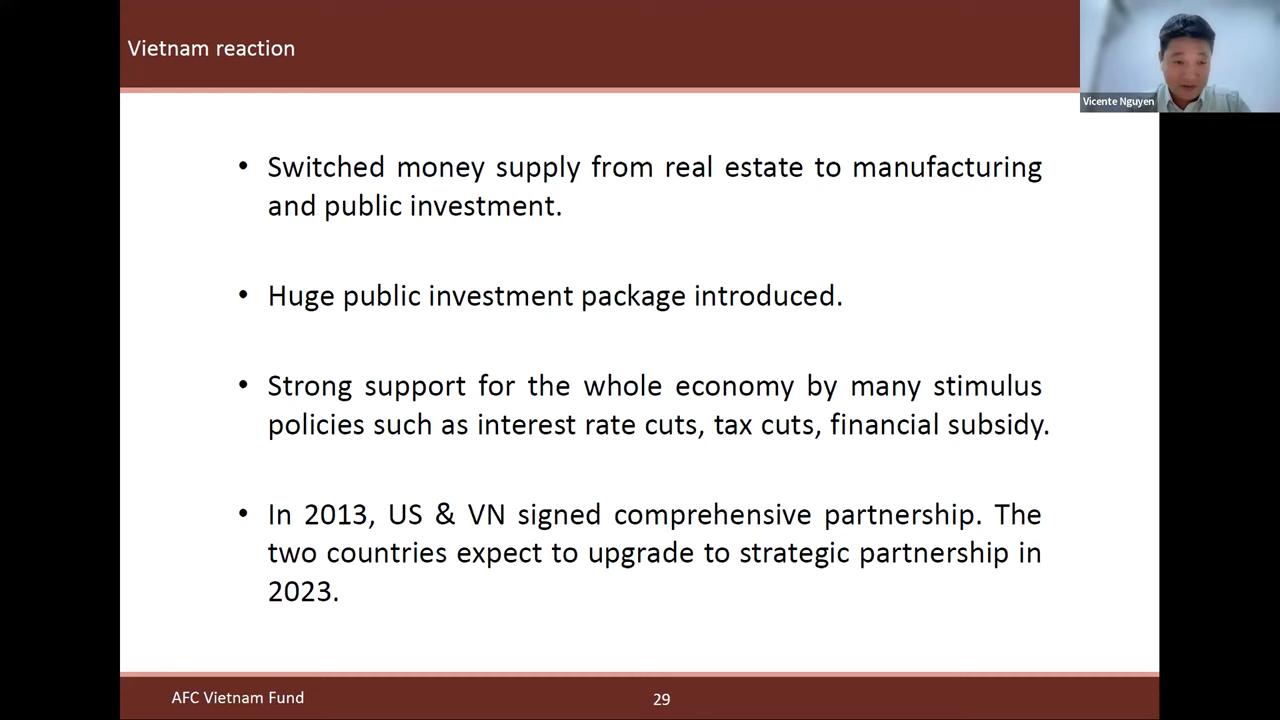 Vietnam reaction
Vicente Nguyen
• Switched money supply from real estate to manufacturing
and public investment.
• Huge public investment package introduced.
• Strong support for the whole economy by many stimulus
policies such as interest rate cuts, tax cuts, financial subsidy.
• In 2013, US & VN signed comprehensive partnership. The
two countries expect to upgrade to strategic partnership in
2023.
AFC Vietnam Fund
29